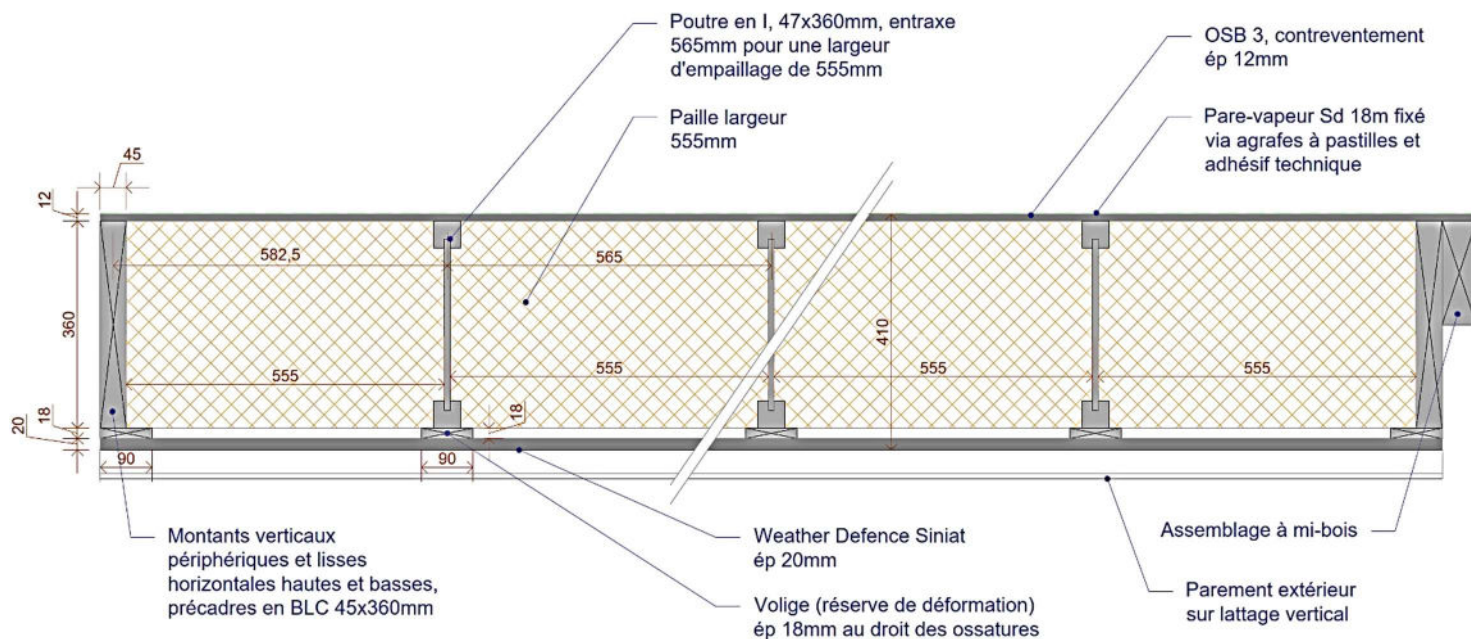 Poutre en I, 47x360mm, entraxe
565mm pour une largeur
d'empaillage de 555mm
Paille largeur
555mm
OSB 3, contreventement
ép 12mm
Pare-vapeur Sd 18m fixé
via agrafes à pastilles et
adhésif technique
45
12
582,5
565
360
410
555
555
555
555
18
20
18
90
90
Montants verticaux
périphériques et lisses
horizontales hautes et basses,
précadres en BLC 45x360mm
Weather Defence Siniat
ép 20mm
Volige (réserve de déformation)
ép 18mm au droit des ossatures
Assemblage à mi-bois
Parement extérieur
sur lattage vertical